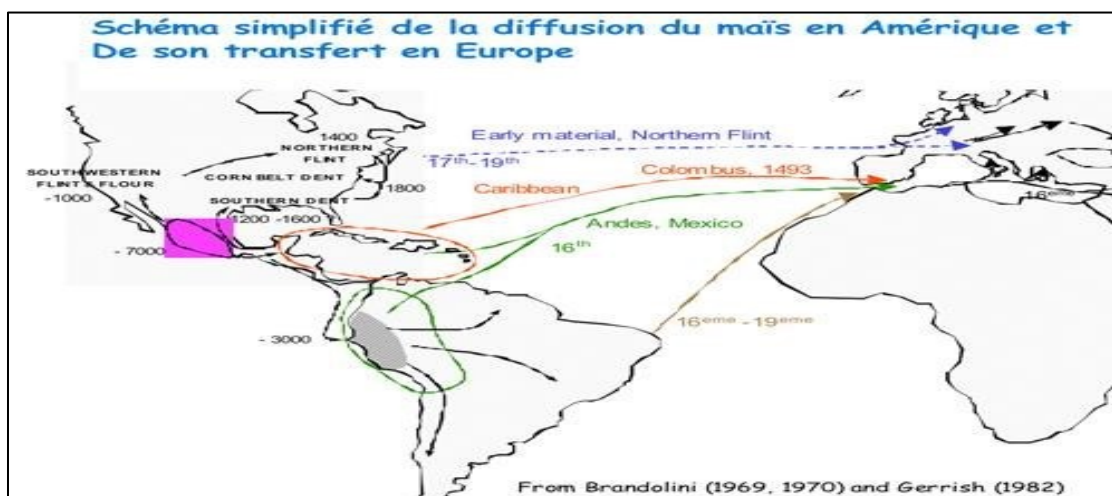 Schéma simplifié de la diffusion du maïs en Amérique et
De son transfert en Europe
1400
NORTHERN
FLINT
Early material, Northern Flint
17th-19th
SOUTHWESTERN
FLINT & FLOUR
-1000
CORN BELT DENT
1800
Colombus, 1493
Caribbean
SOUTHERN DENT
1200 -1600
16eme
Andes, Mexico
16th
- 7000
- 3000
16eme -19eme
From Brandolini (1969, 1970) and Gerrish (1982)